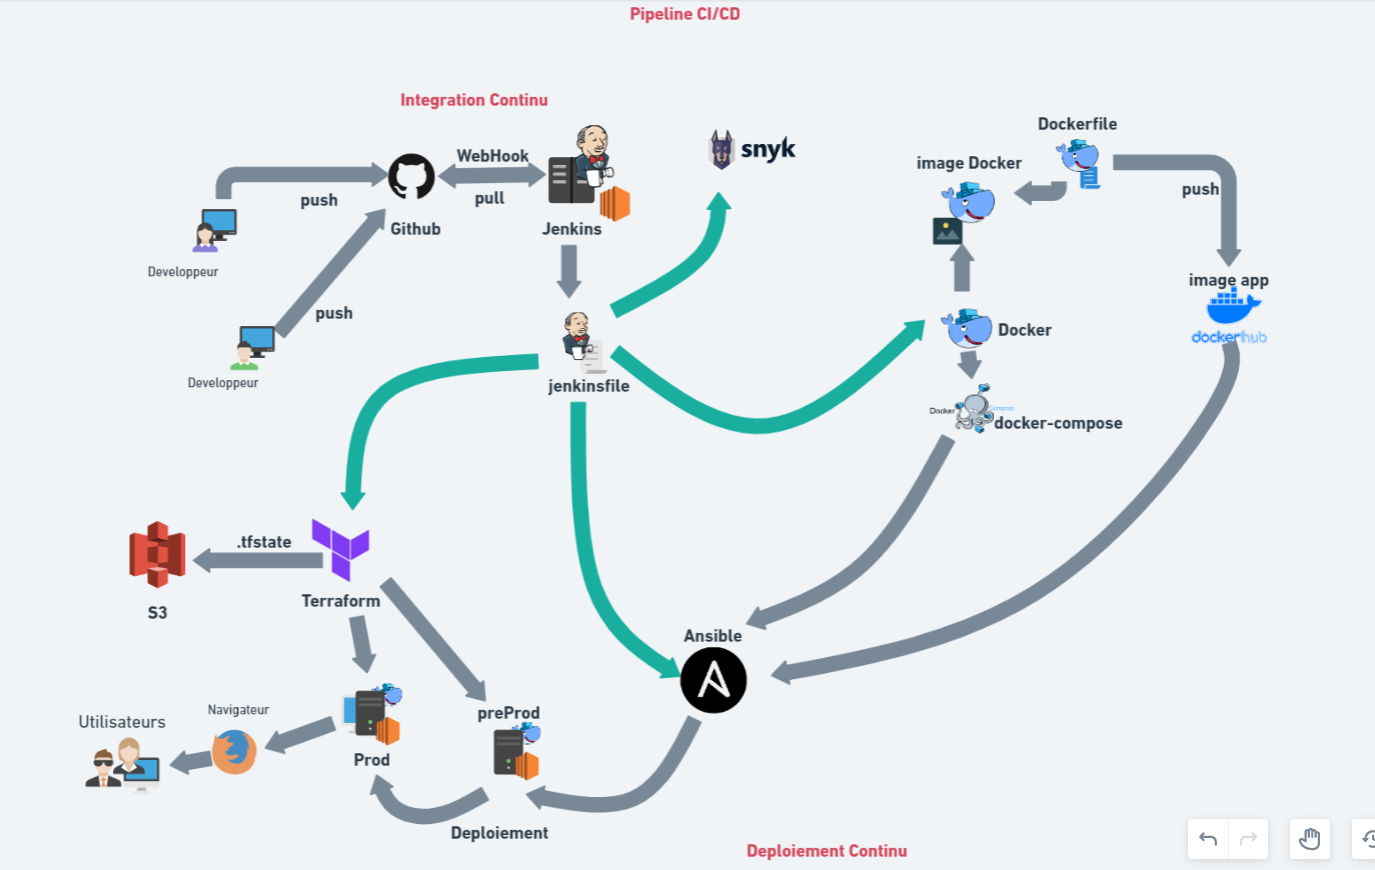 Pipeline CI/CD
Integration Continu
Dockerfile
WebHook
snyk
image Docker
push
pull
push
Github
Jenkins
Developpeur
image app
push
Docker
dockerhub
Developpeur
jenkinsfile
Docker
Compose
docker-compose
.tfstate
Terraform
S3
Ansible
Navigateur
preProd
Utilisateurs
Prod
Deploiement
Deploiement Continu